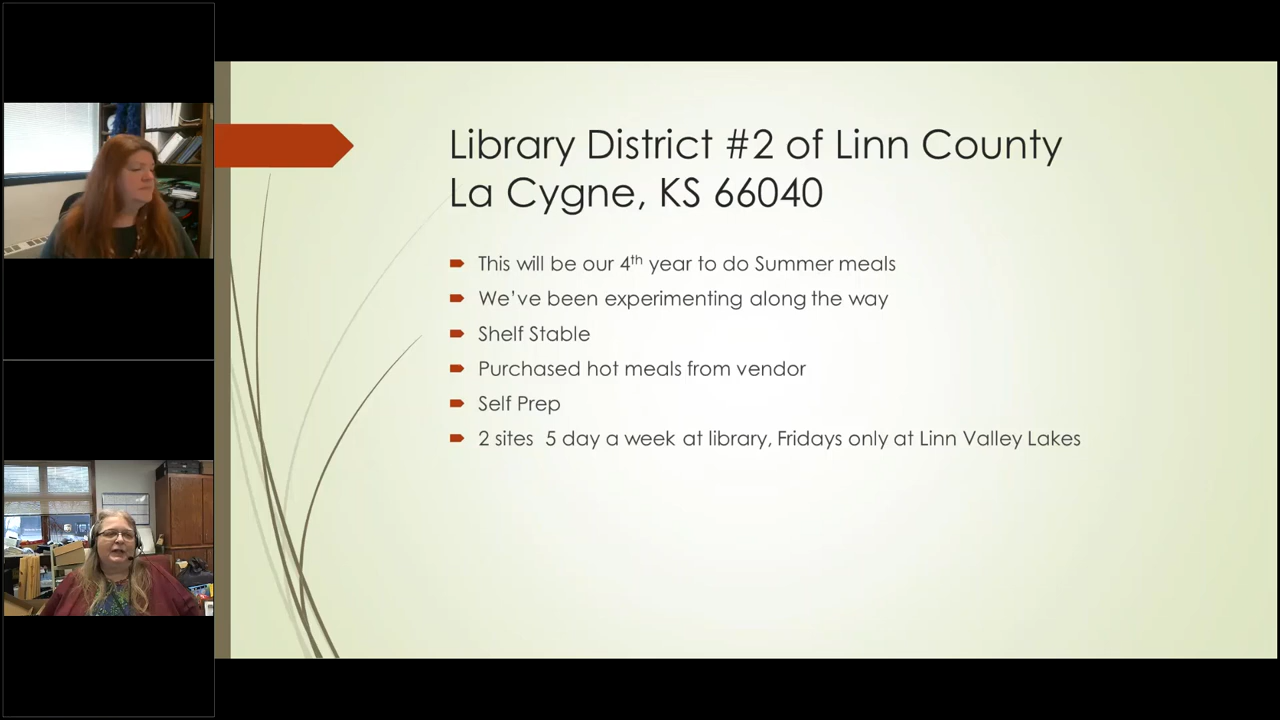 Library District #2 of Linn County
La Cygne, KS 66040
This will be our 4th year to do Summer meals
We've been experimenting along the way
Shelf Stable
Purchased hot meals from vendor
Self Prep
2 sites  5 day a week at library, Fridays only at Linn Valley Lakes